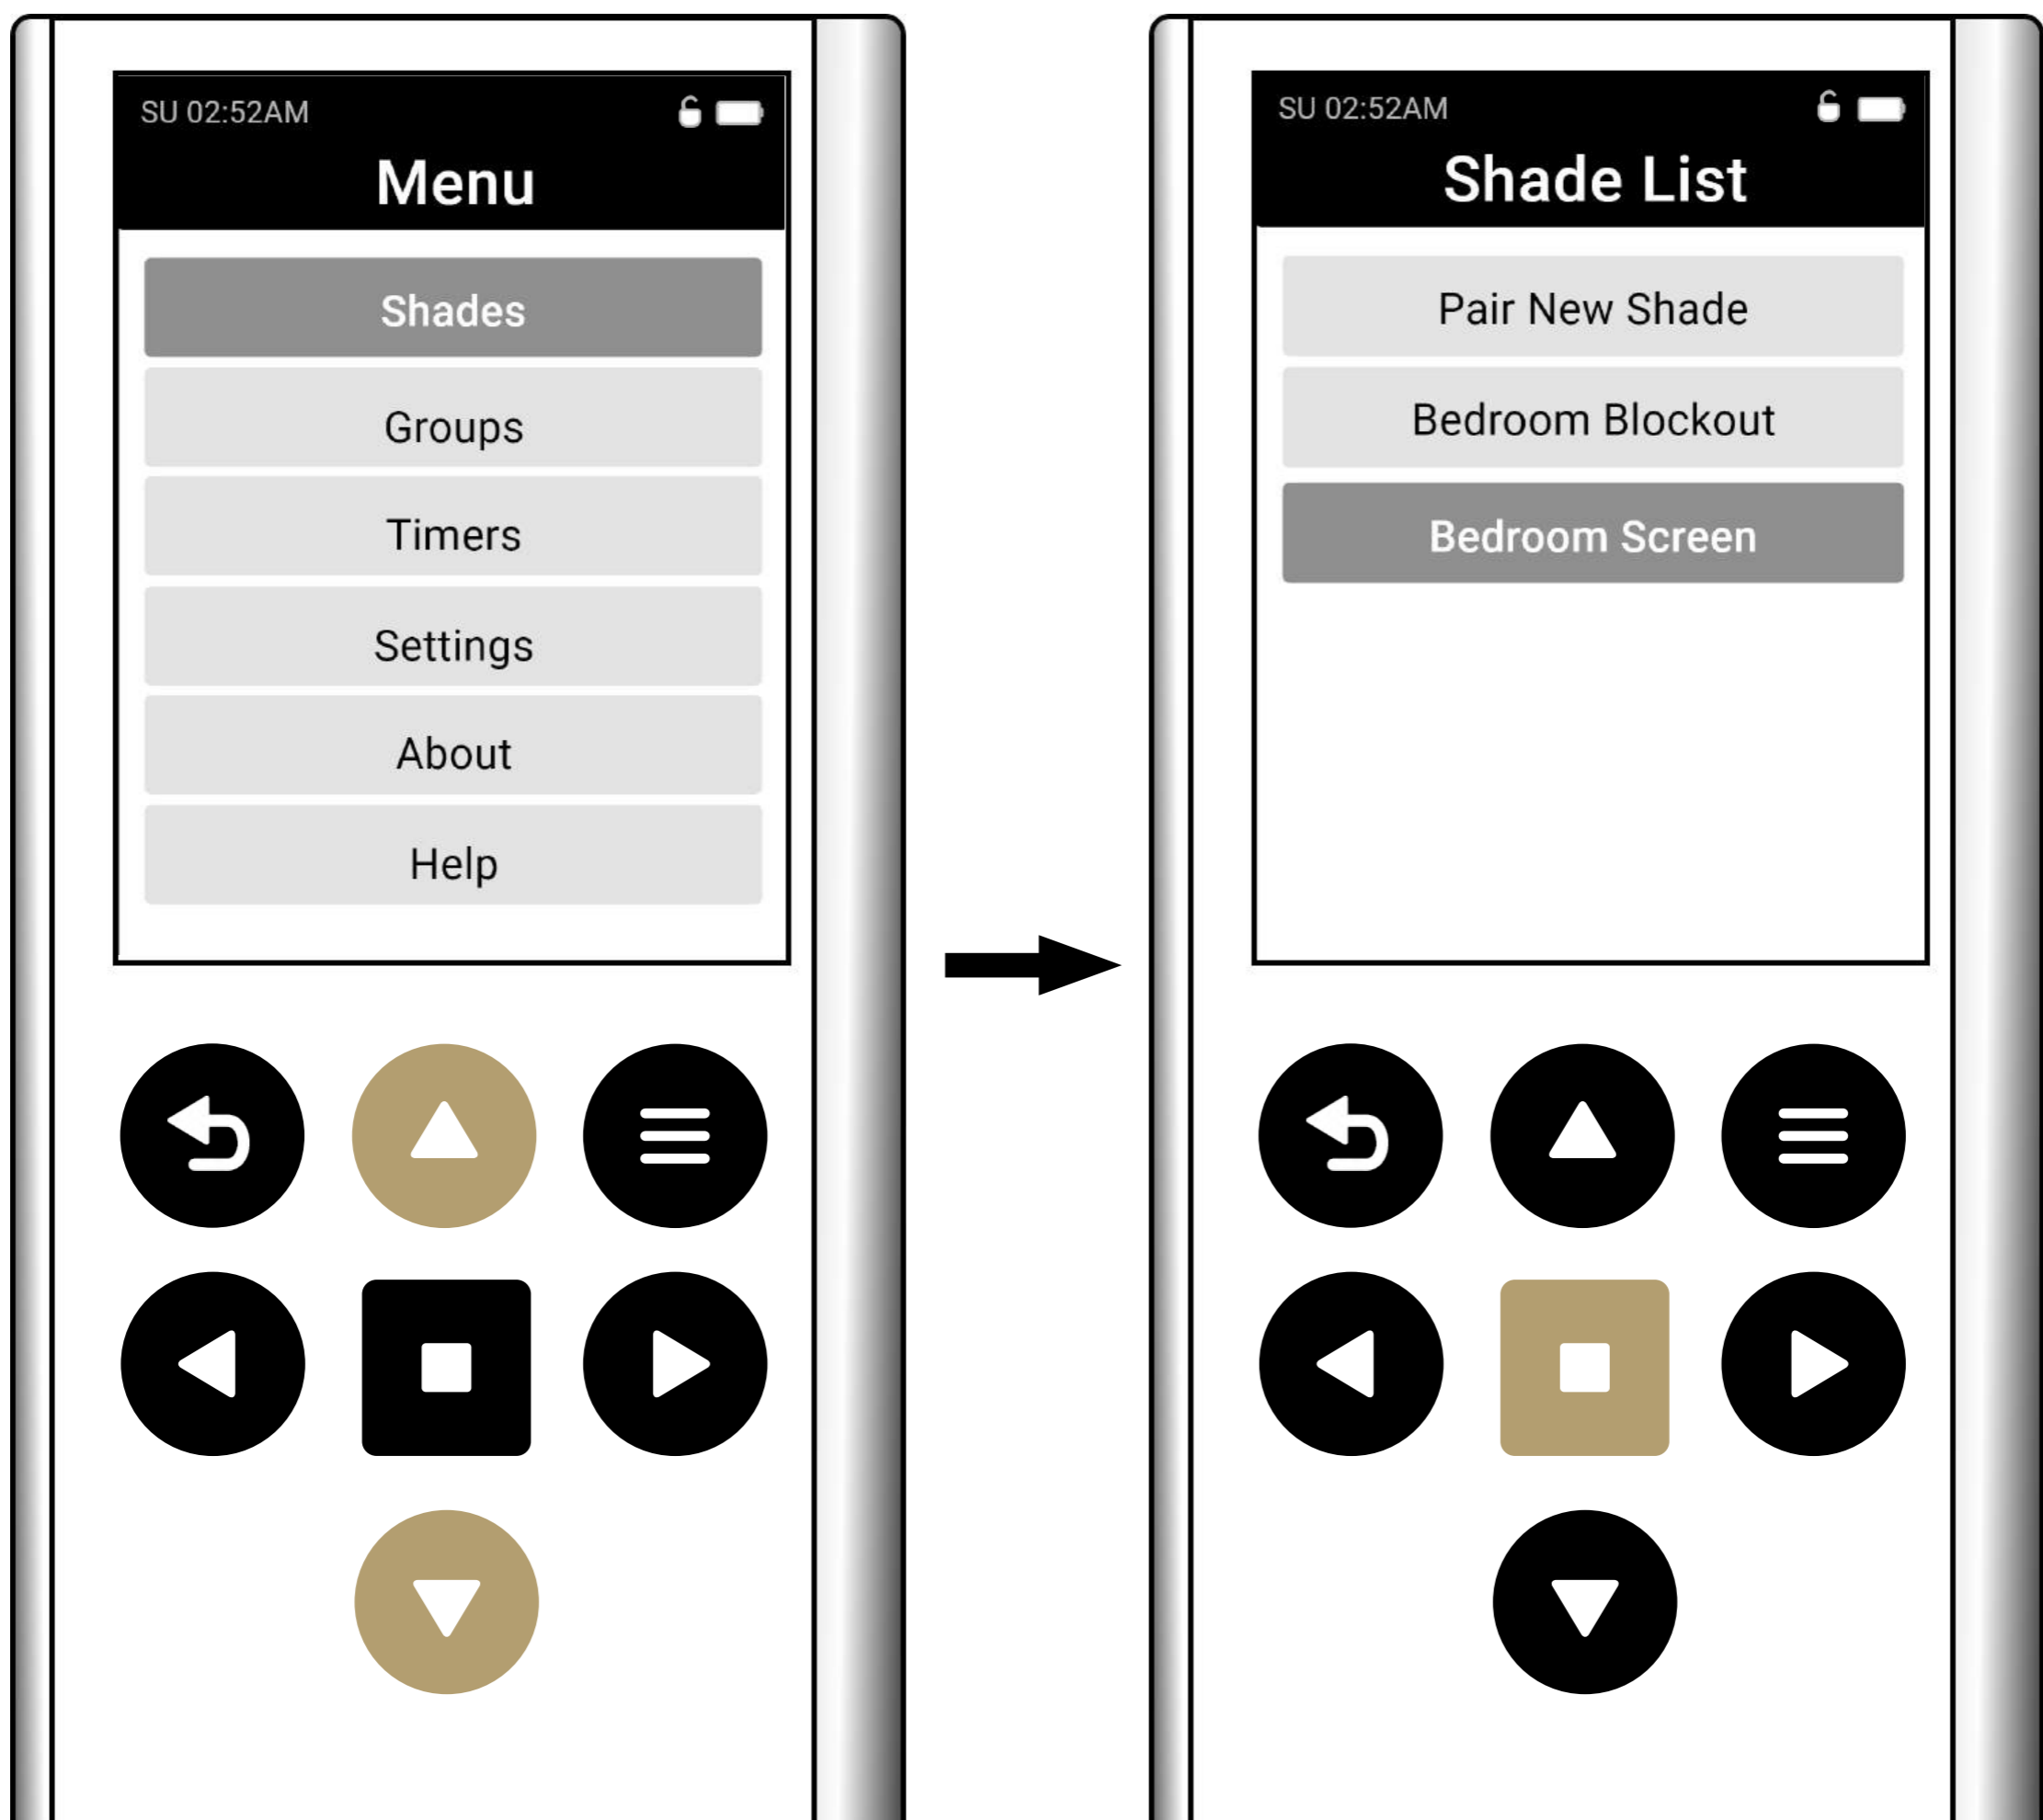 SU 02:52AM
Menu
Shades
Groups
Timers
Settings
About
Help
SU 02:52AM
Shade List
Pair New Shade
Bedroom Blockout
Bedroom Screen